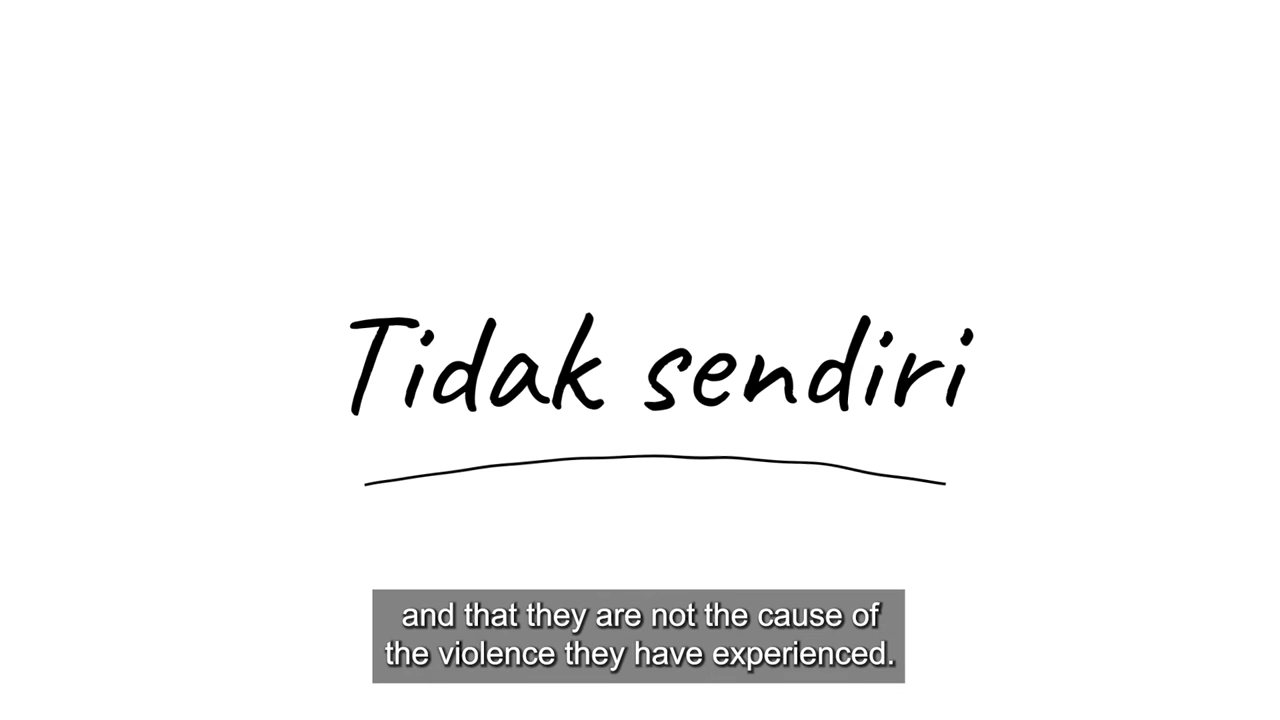 Tidak sendiri
and that they are not the cause of
the violence they have experienced.